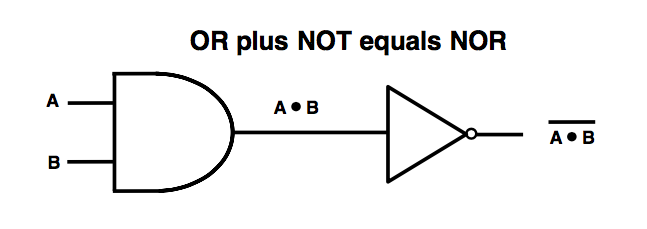 OR plus NOT equals NOR
A
A • B
B
A̅ ̅•̅ ̅B̅